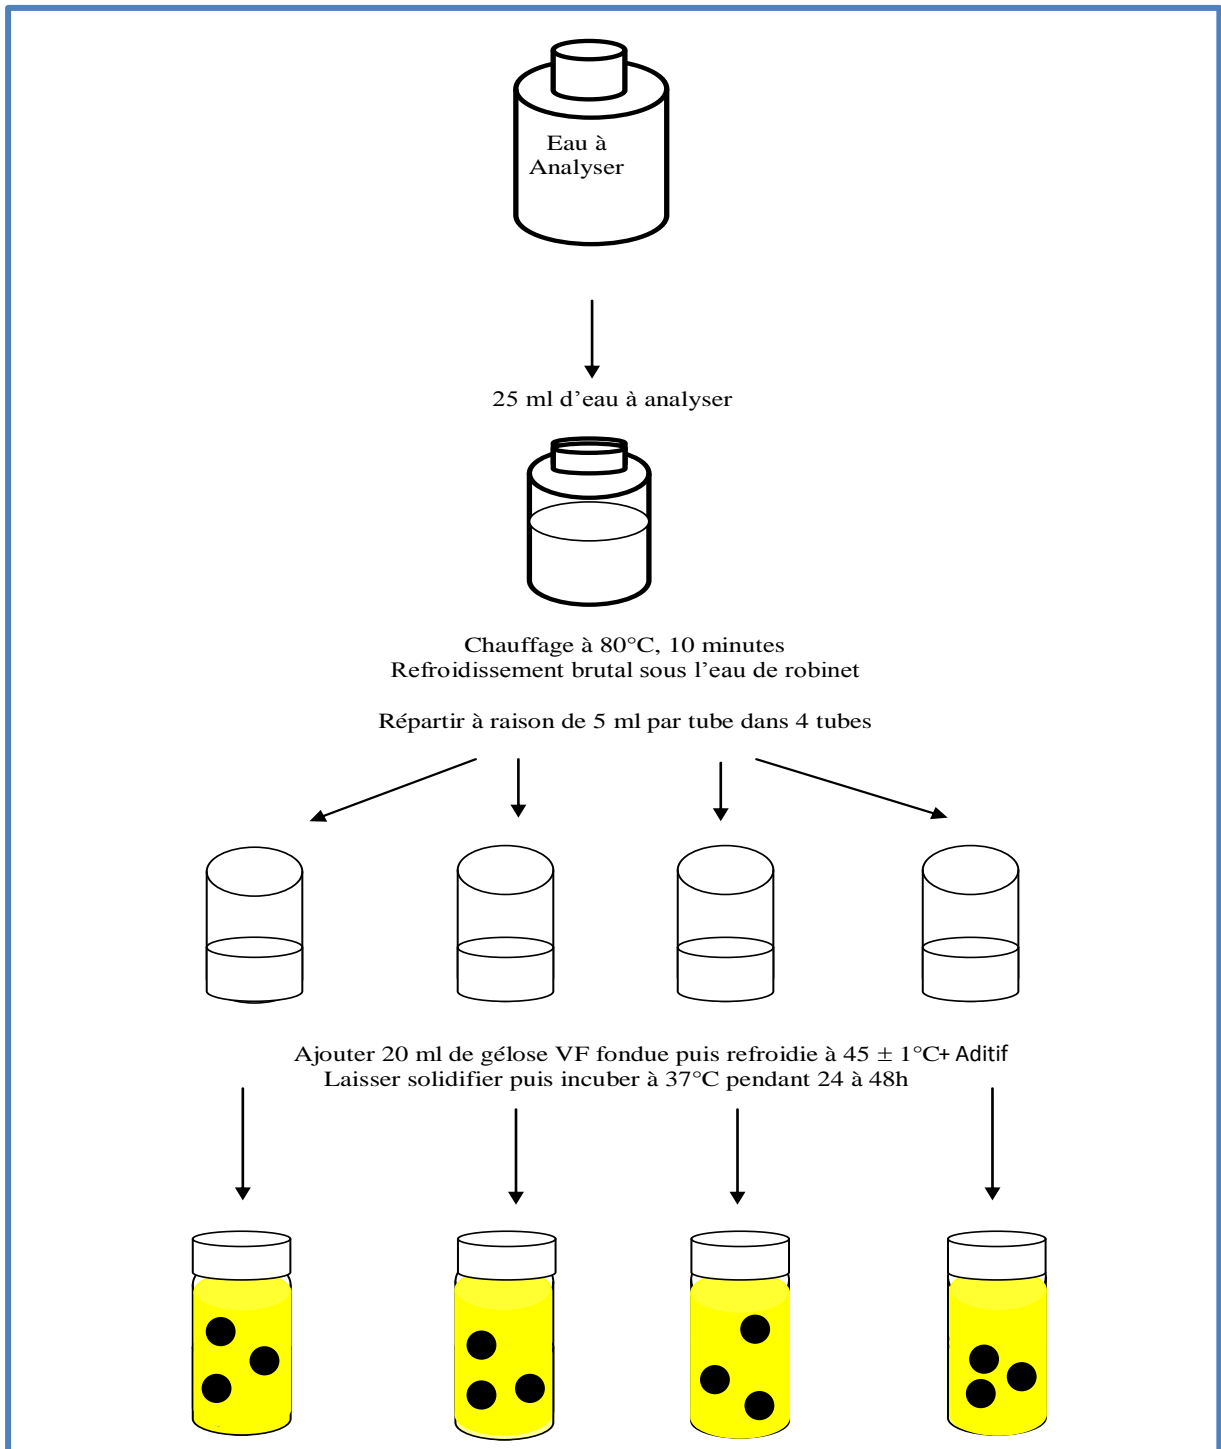 Eau à
Analyser
25 ml d’eau à analyser
Chauffage à 80°C, 10 minutes
Refroidissement brutal sous l’eau de robinet
Répartir à raison de 5 ml par tube dans 4 tubes
Ajouter 20 ml de gélose VF fondue puis refroidie à 45 ± 1°C+ Aditif
Laisser solidifier puis incuber à 37°C pendant 24 à 48h